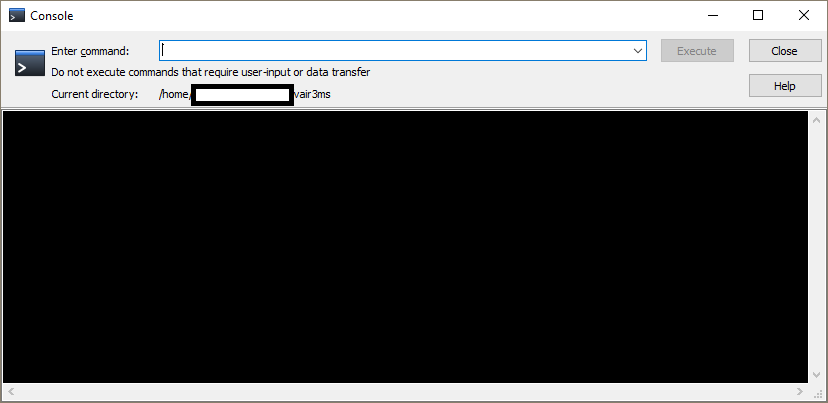 Console
Enter command:
Execute
Close
Do not execute commands that require user-input or data transfer
Help
Current directory: /home/ vair3ms